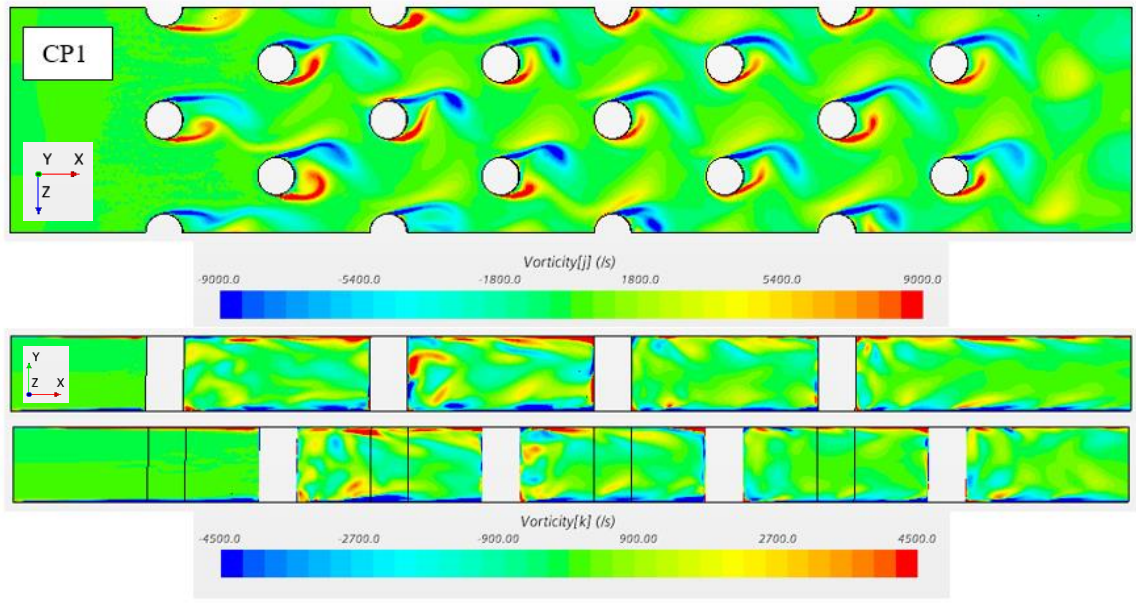 CP1
Y X
Z
Vorticity[j] (/s)
-9000.0 -5400.0 -1800.0 1800.0 5400.0 9000.0
Y
Z X
Vorticity[k] (/s)
-4500.0 -2700.0 -900.00 900.00 2700.0 4500.0